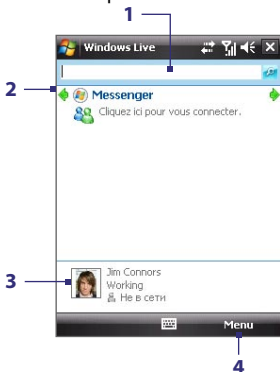 1
Windows Live
2
Messenger
Cliquez ici pour vous connecter.
3
Jim Connors
Working
Не в сети
Menu
4